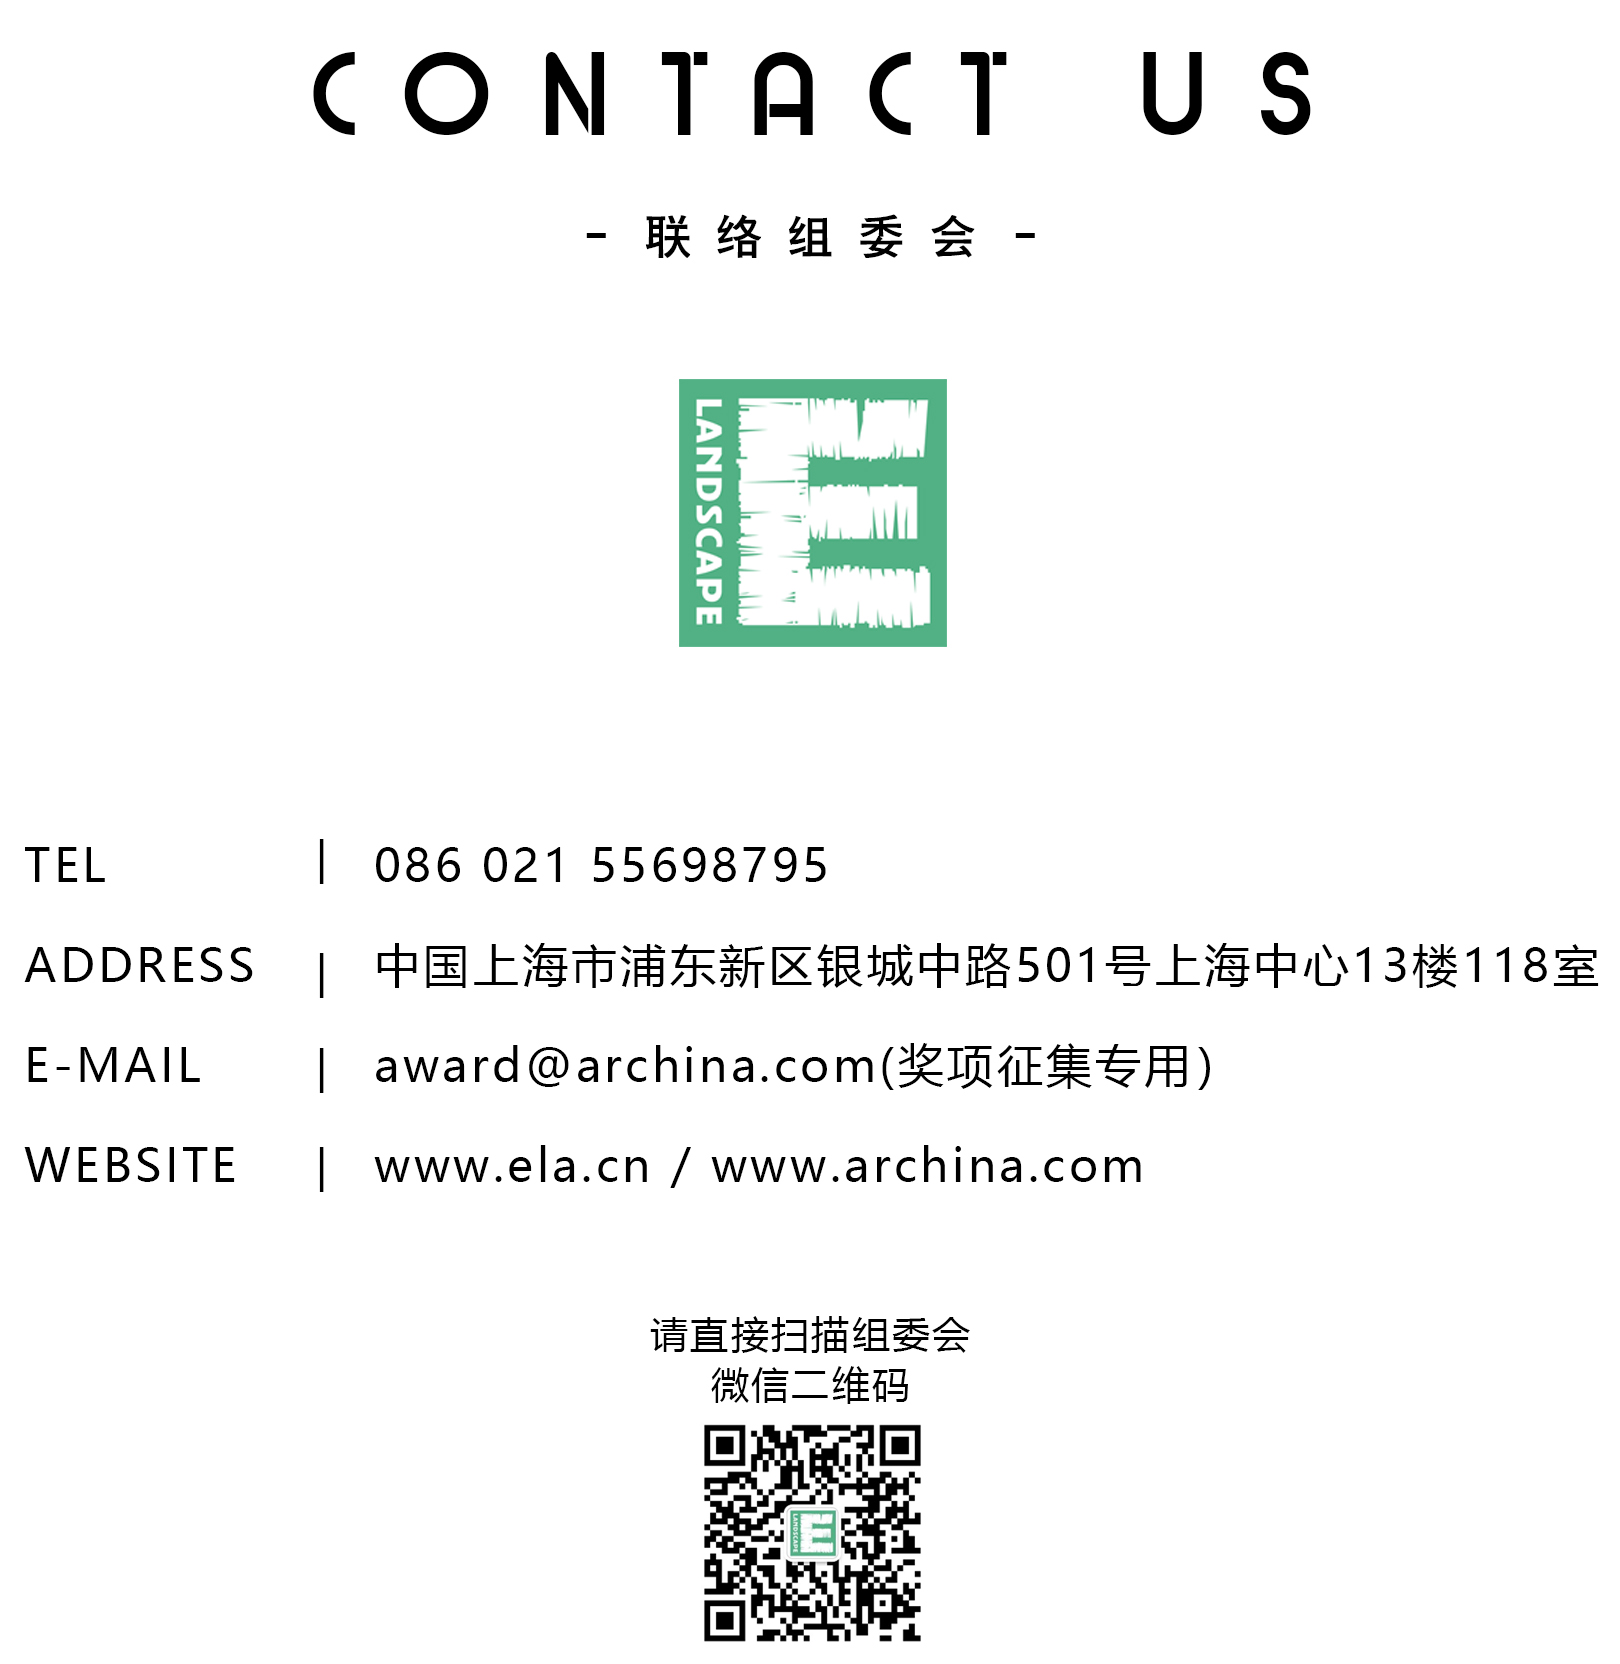 CONTACT US
- 联络组委会 -
LANDSCAPE
E
TEL | 086 021 55698795
ADDRESS | 中国上海市浦东新区银城中路501号上海中心13楼118室
E-MAIL | award@archina.com(奖项征集专用)
WEBSITE | www.ela.cn / www.archina.com
请直接扫描组委会
微信二维码
LANDSCAPE
E